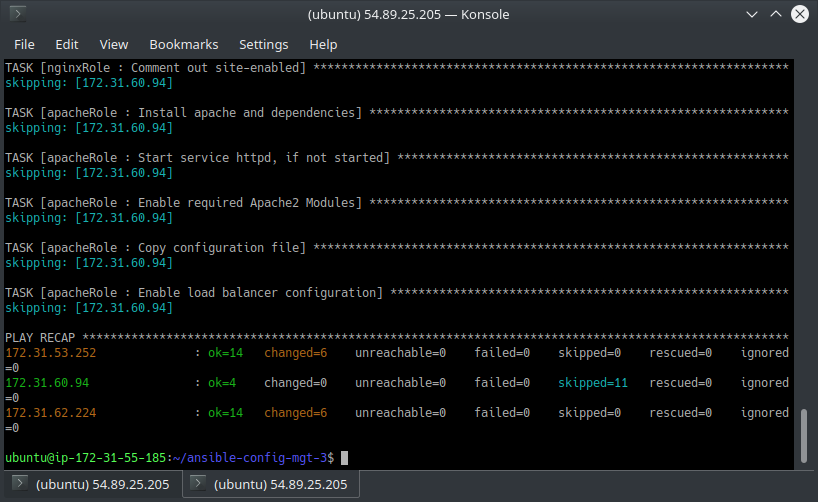 (ubuntu) 54.89.25.205 — Konsole
File Edit View Bookmarks Settings Help
TASK [nginxRole : Comment out site-enabled] ********************************************************************
skipping: [172.31.60.94]
TASK [apacheRole : Install apache and dependencies] ************************************************************
skipping: [172.31.60.94]
TASK [apacheRole : Start service httpd, if not started] ********************************************************
skipping: [172.31.60.94]
TASK [apacheRole : Enable required Apache2 Modules] ************************************************************
skipping: [172.31.60.94]
TASK [apacheRole : Copy configuration file] ********************************************************************
skipping: [172.31.60.94]
TASK [apacheRole : Enable load balancer configuration] *********************************************************
skipping: [172.31.60.94]
PLAY RECAP *****************************************************************************************************
172.31.53.252              : ok=14   changed=6    unreachable=0    failed=0    skipped=0    rescued=0    ignored
=0
172.31.60.94               : ok=4    changed=0    unreachable=0    failed=0    skipped=11   rescued=0    ignored
=0
172.31.62.224              : ok=14   changed=6    unreachable=0    failed=0    skipped=0    rescued=0    ignored
=0
ubuntu@ip-172-31-55-185:~/ansible-config-mgt-3$
(ubuntu) 54.89.25.205 (ubuntu) 54.89.25.205